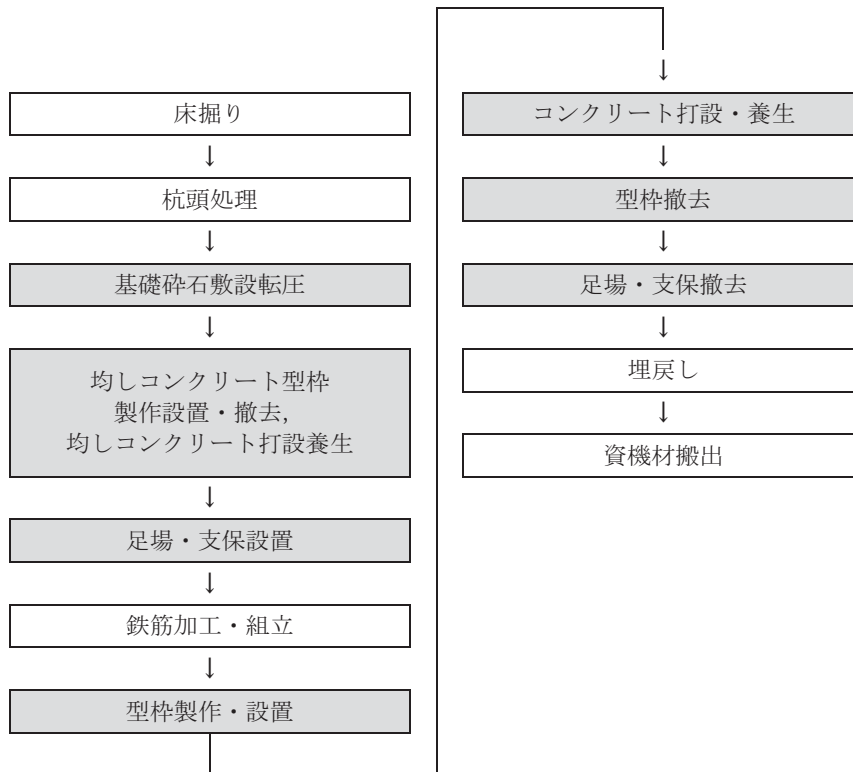 床掘り
↓
杭頭処理
↓
基礎砕石敷設転圧
↓
均しコンクリート型枠
製作設置・撤去,
均しコンクリート打設養生
↓
足場・支保設置
↓
鉄筋加工・組立
↓
型枠製作・設置
↓
コンクリート打設・養生
↓
型枠撤去
↓
足場・支保撤去
↓
埋戻し
↓
資機材搬出